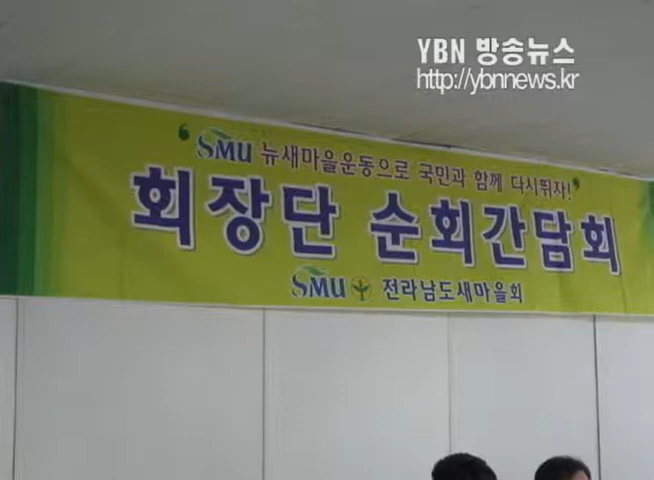 YBN 방송뉴스
http://ybnnews.kr
‘SMU 뉴새마을운동으로 국민과 함께 다시뛰자!’
회장단 순회간담회
SMU 전라남도새마을회